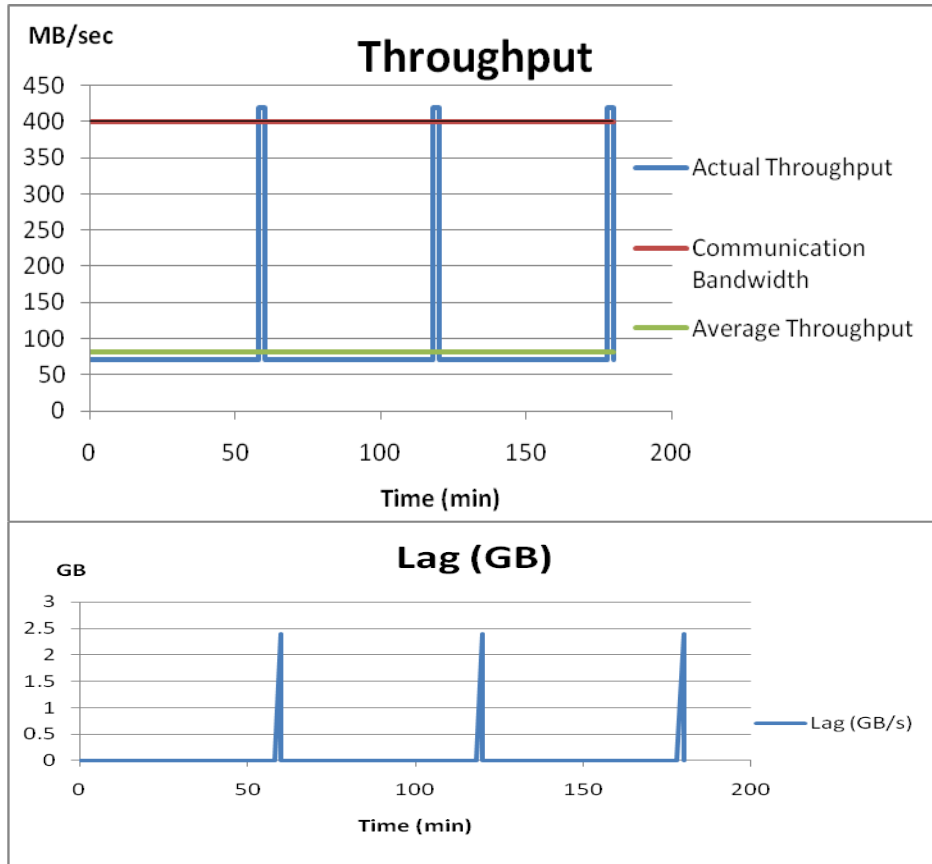 MB/sec
Throughput
450
400
350
300
250
200
150
100
50
0
0 50 100 150 200
Time (min)
Actual Throughput
Communication
Bandwidth
Average Throughput
Lag (GB)
GB
3
2.5
2
1.5
1
0.5
0
0 50 100 150 200
Time (min)
Lag (GB/s)